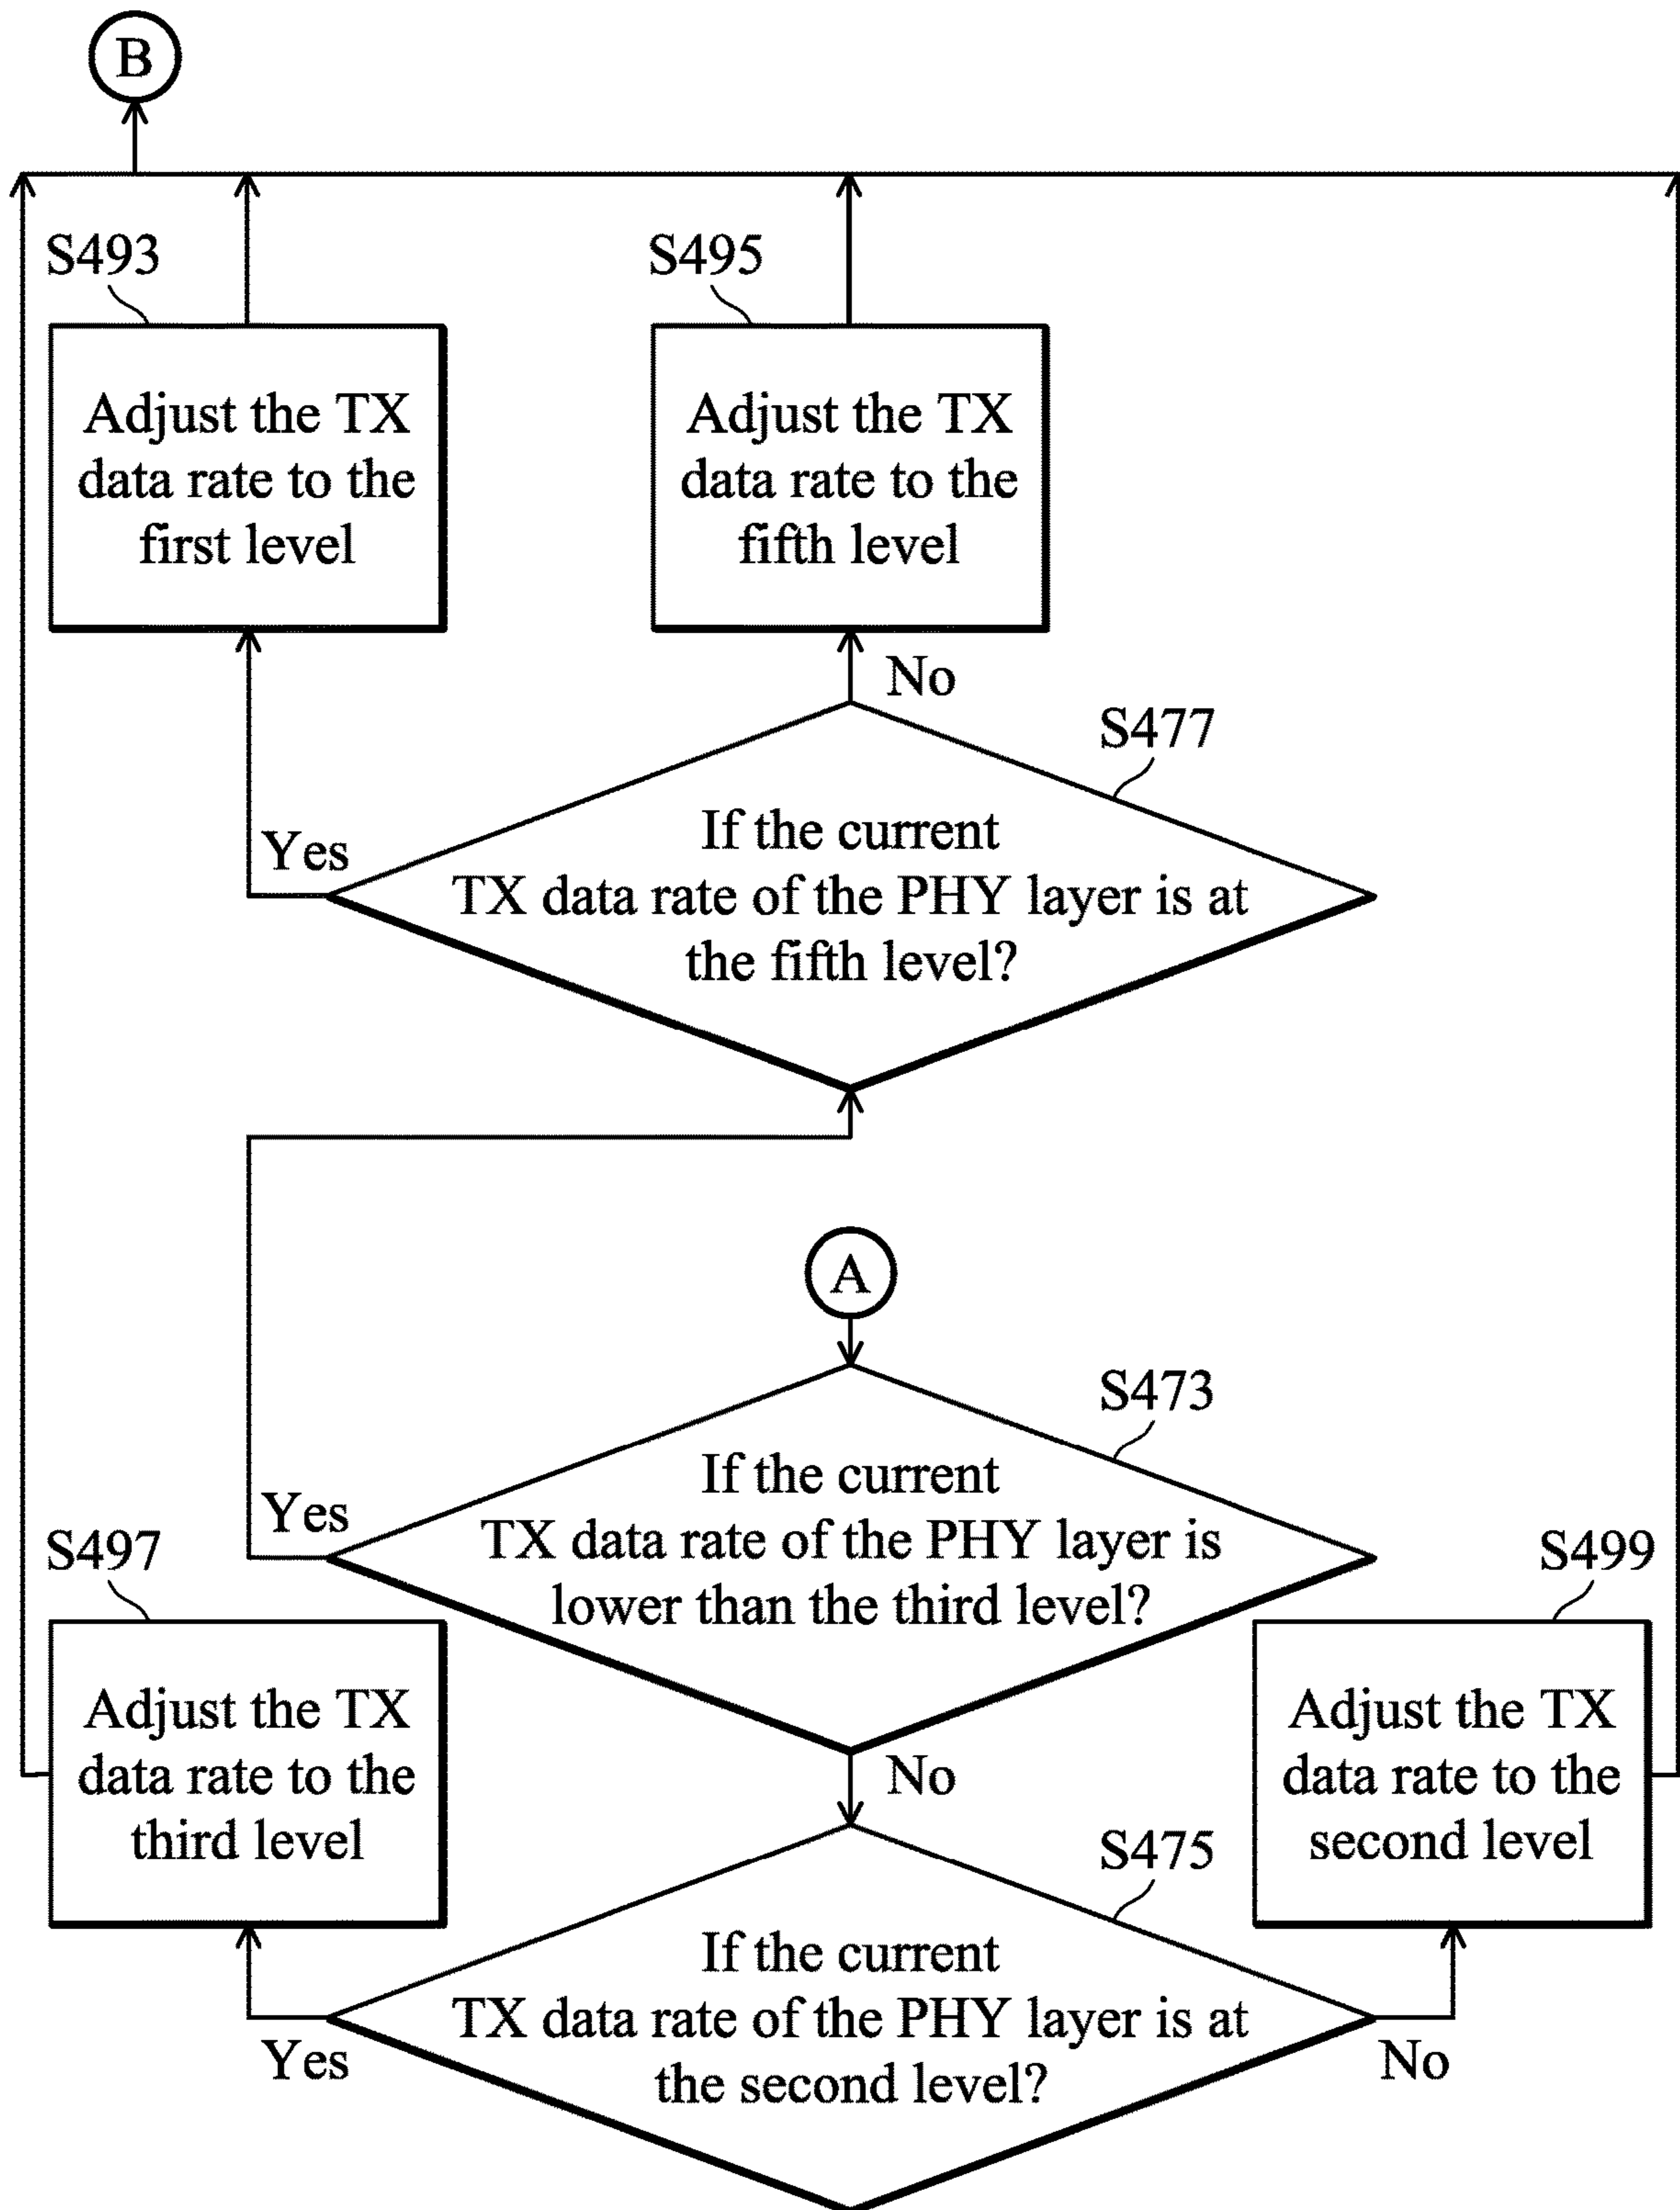 B
S493
S495
Adjust the TX
data rate to the
first level
Adjust the TX
data rate to the
fifth level
No
S477
Yes
If the current
TX data rate of the PHY layer is at
the fifth level?
A
S473
Yes
If the current
TX data rate of the PHY layer is
lower than the third level?
S497
S499
Adjust the TX
data rate to the
third level
No
Adjust the TX
data rate to the
second level
S475
If the current
TX data rate of the PHY layer is at
the second level?
Yes
No